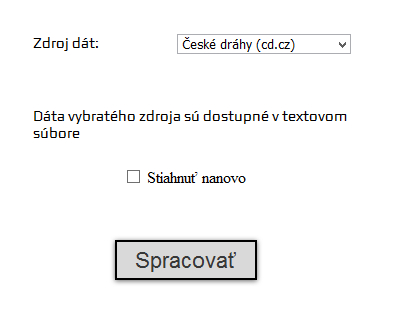 Zdroj dát:
České dráhy (cd.cz)
Dáta vybratého zdroja sú dostupné v textovom
súbore
Stiahnuť nanovo
Spracovať